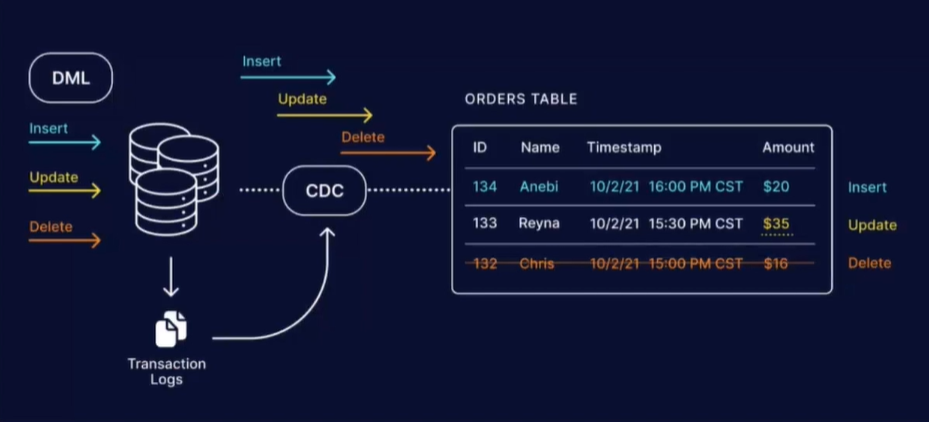 DML
Insert
Update
Delete
Insert
Update
Delete
CDC
Transaction
Logs
ORDERS TABLE
ID Name Timestamp Amount
134 Anebi 10/2/21 16:00 PM CST $20 Insert
133 Reyna 10/2/21 15:30 PM CST $35 Update
132 Chris 10/2/21 15:00 PM CST $16 Delete